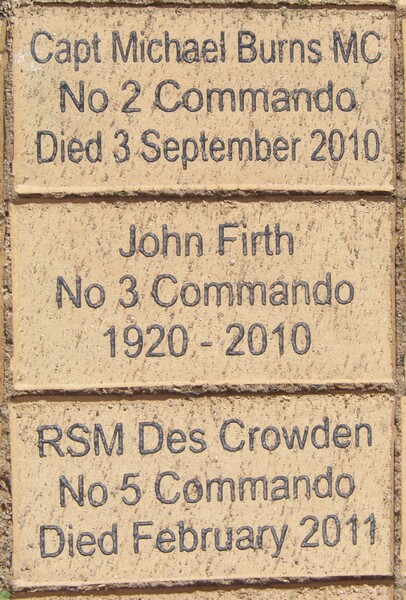 Capt Michael Burns MC
No 2 Commando
Died 3 September 2010
John Firth
No 3 Commando
1920 - 2010
RSM Des Crowden
No 5 Commando
Died February 2011